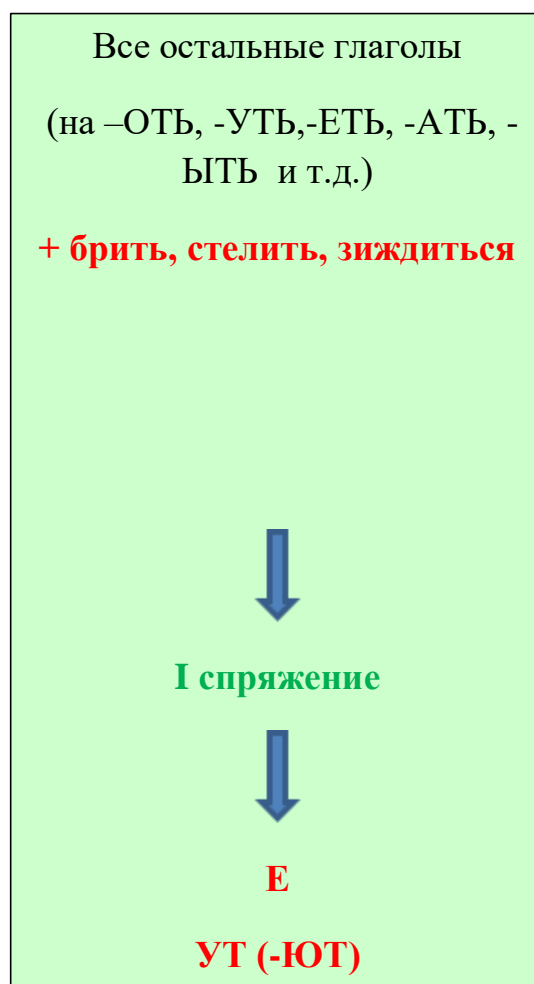 Все остальные глаголы
(на –ОТЬ, -УТЬ,-ЕТЬ, -АТЬ, -
ЫТЬ и т.д.)
+ брить, стелить, зиждиться
I спряжение
Е
УТ (-ЮТ)